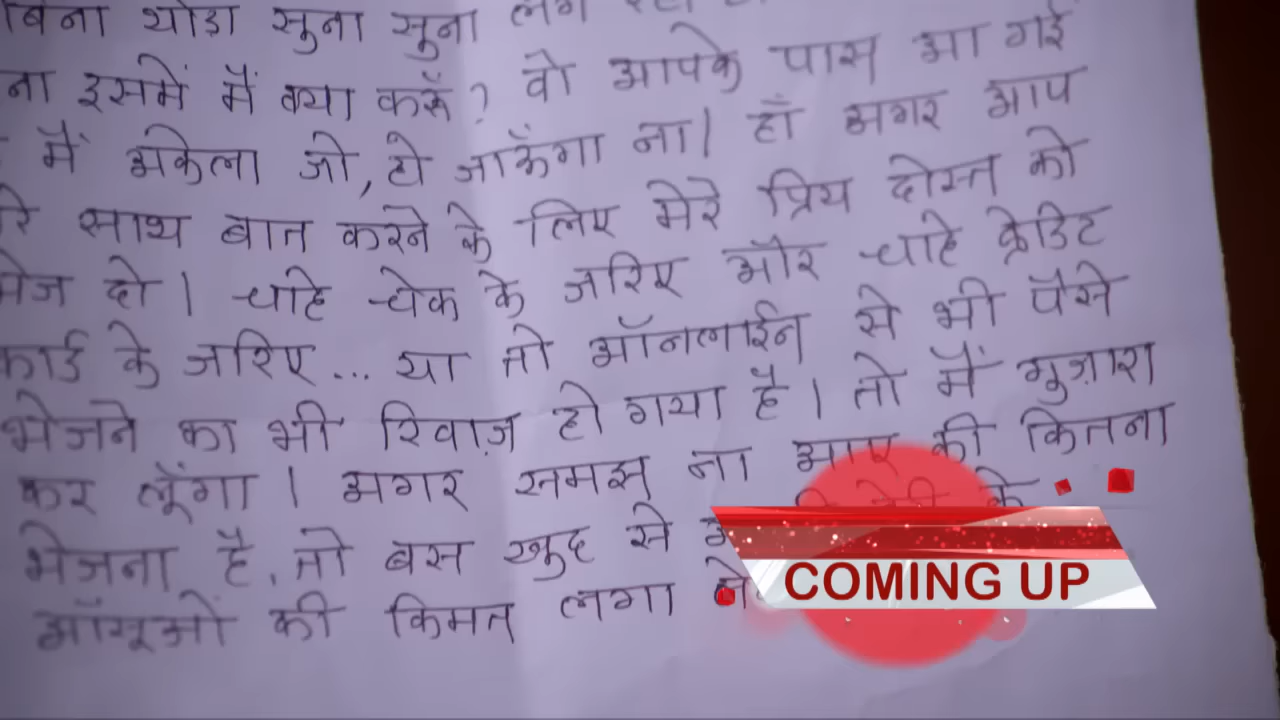 बिना थोड़ा सुना सुना लग
ना इसमें मैं क्या करूँ? वो आपके पास आ गई
मैं अकेला जो, हो जाऊँगा ना। हाँ अगर आप
रे साथ बात करने के लिए मेरे प्रिय दोस्त को
भेज दो। चाहे चेक के जरिए और चाहे क्रेडिट
कार्ड के जरिए... या तो ऑनलाईन से भी पैसे
भेजने का भी रिवाज़ हो गया है। तो मैं गुज़ारा
कर लूँगा। अगर समझ ना आए की कितना
भेजना है, तो बस खुद से के
आँसूओं की किमत लगा
COMING UP